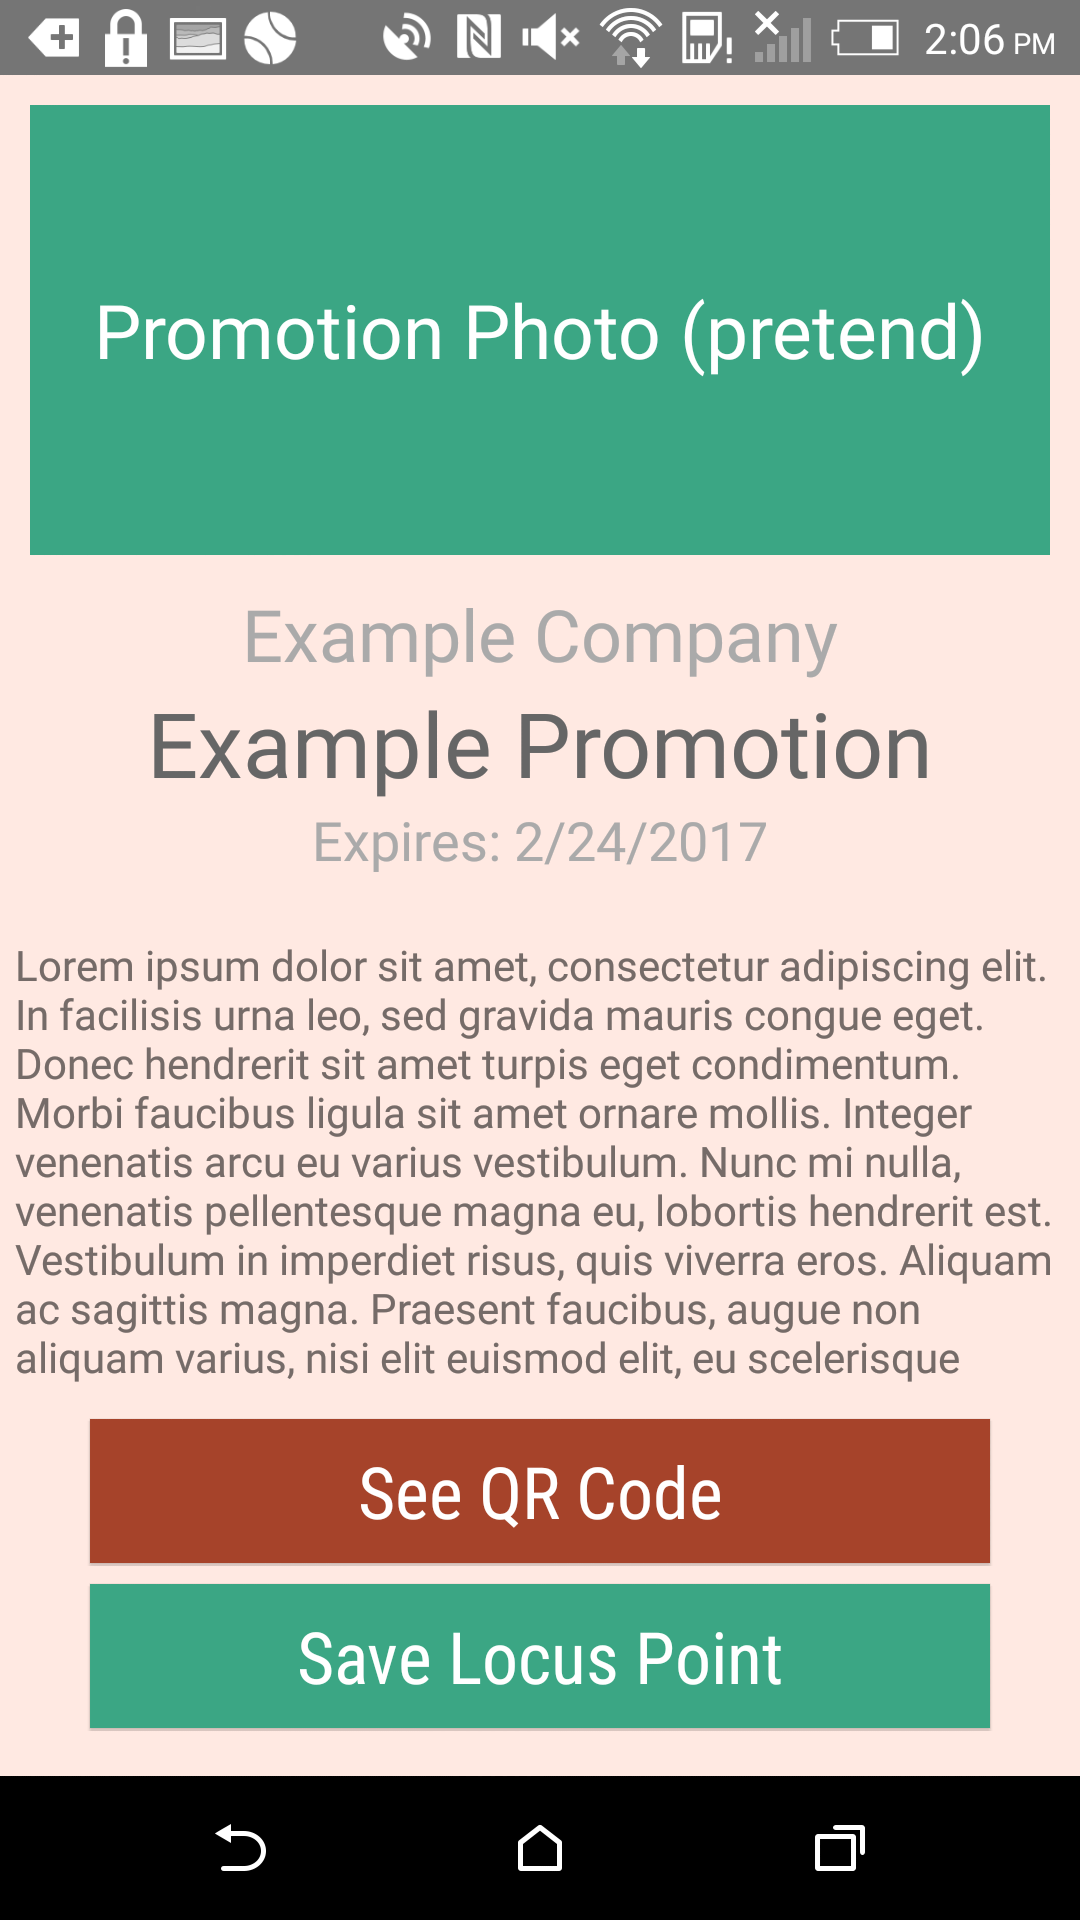 2:06 PM
Promotion Photo (pretend)
Example Company
Example Promotion
Expires: 2/24/2017
Lorem ipsum dolor sit amet, consectetur adipiscing elit.
In facilisis urna leo, sed gravida mauris congue eget.
Donec hendrerit sit amet turpis eget condimentum.
Morbi faucibus ligula sit amet ornare mollis. Integer
venenatis arcu eu varius vestibulum. Nunc mi nulla,
venenatis pellentesque magna eu, lobortis hendrerit est.
Vestibulum in imperdiet risus, quis viverra eros. Aliquam
ac sagittis magna. Praesent faucibus, augue non
aliquam varius, nisi elit euismod elit, eu scelerisque
See QR Code
Save Locus Point